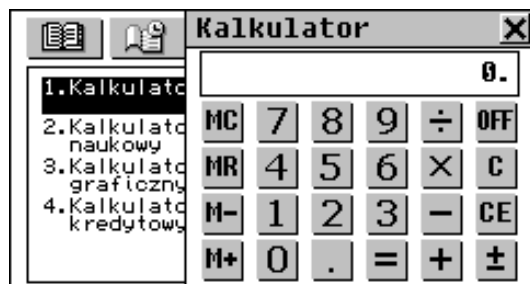 Kalkulator
0.
1.Kalkulato
2.Kalkulato
naukowy
3.Kalkulato
graficzny
4.Kalkulato
kredytowy
MC 7 8 9 ÷ OFF
MR 4 5 6 × C
M- 1 2 3 − CE
M+ 0 . = + ±